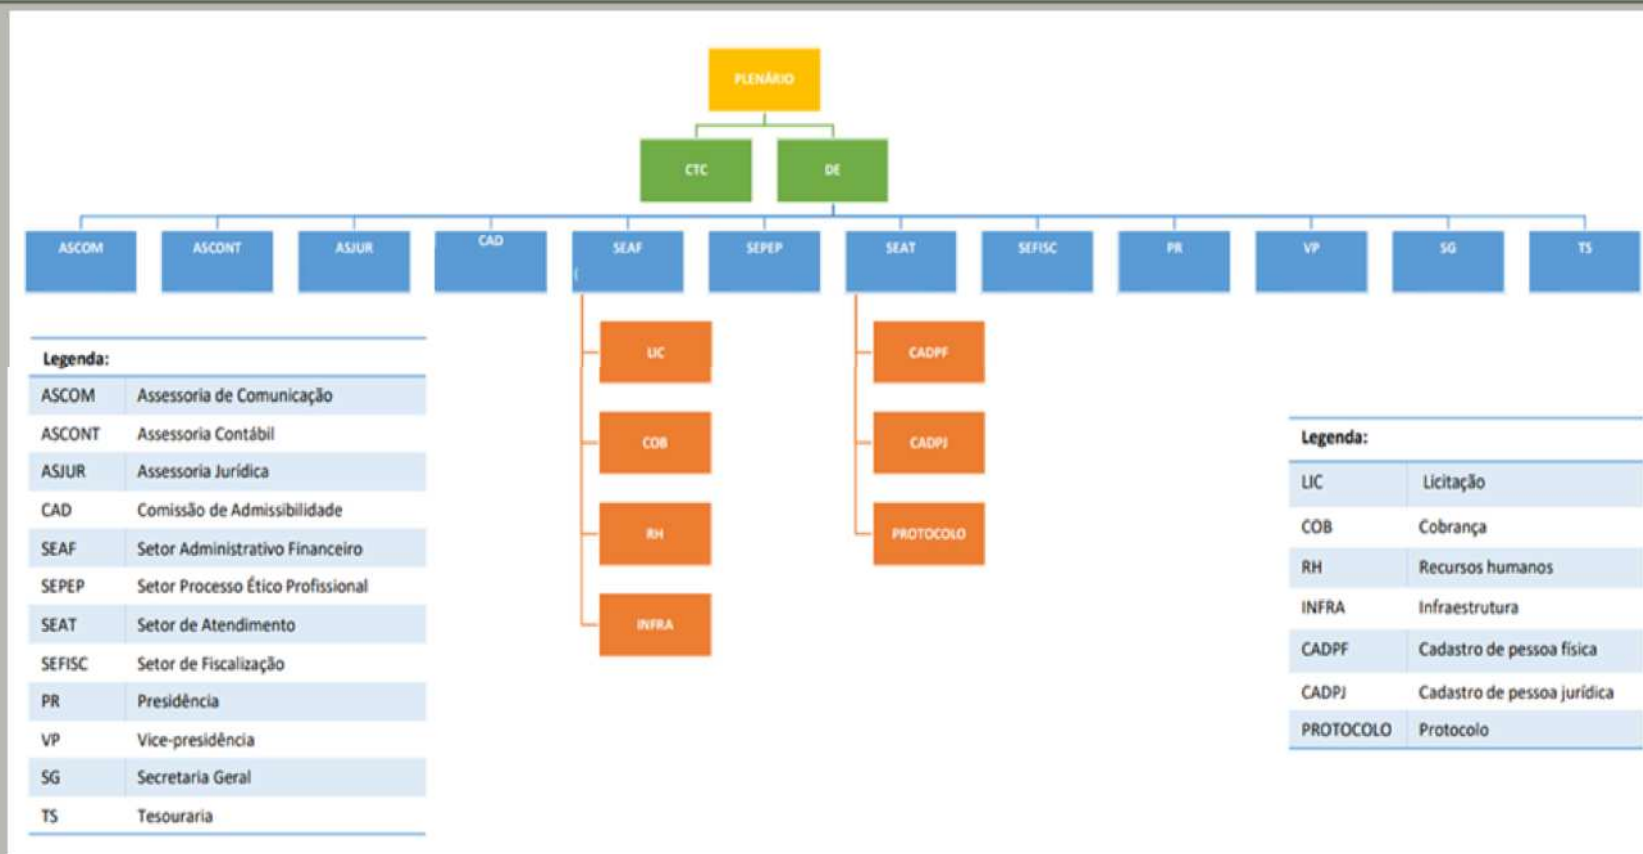 PLENÁRIO
CTC
DE
ASCOM
ASCONT
ASJUR
CAD
SEAF
(
SEPEP
SEAT
SEFISC
PR
VP
SG
TS
LIC
COB
RH
INFRA
CADPF
CADPJ
PROTOCOLO
Legenda:
ASCOM Assessoria de Comunicação
ASCONT Assessoria Contábil
ASJUR Assessoria Jurídica
CAD Comissão de Admissibilidade
SEAF Setor Administrativo Financeiro
SEPEP Setor Processo Ético Profissional
SEAT Setor de Atendimento
SEFISC Setor de Fiscalização
PR Presidência
VP Vice-presidência
SG Secretaria Geral
TS Tesouraria
Legenda:
LIC Licitação
COB Cobrança
RH Recursos humanos
INFRA Infraestrutura
CADPF Cadastro de pessoa física
CADPJ Cadastro de pessoa jurídica
PROTOCOLO Protocolo